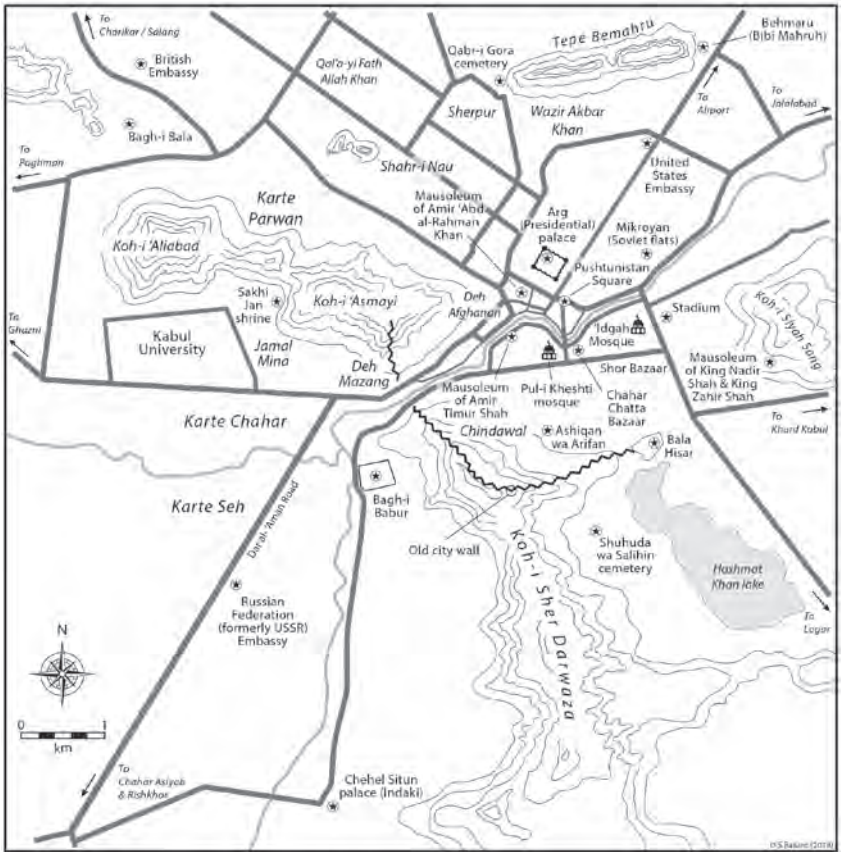 To
Charikar / Salang
British
Embassy
Bagh-i Bala
To
Paghman
Qal'a-yi Fath
Allah Khan
Qabr-i Gora
cemetery
Tepe Bemahru
Behmaru
(Bibi Mahruh)
Sherpur
Wazir Akbar
Khan
To
Airport
To
Jalalabad
Shahr-i Nau
United
States
Embassy
Karte
Parwan
Mausoleum
of Amir 'Abd
al-Rahman
Khan
Arg
(Presidential)
palace
Mikroyan
(Soviet flats)
Pushtunistan
Square
Koh-i 'Aliabad
Sakhi
Jan
shrine
Koh-i 'Asmayi
Deh
Afghanan
Stadium
Koh-i Siyah Sang
To
Ghazni
Kabul
University
Jamal
Mina
Deh
Mazang
'Idgah
Mosque
Shor Bazaar
Mausoleum
of King Nadir
Shah & King
Zahir Shah
Mausoleum
of Amir
Timur Shah
Pul-i Kheshti
mosque
Chahar
Chatta
Bazaar
To
Khurd Kabul
Karte Chahar
Chindawal
Ashiqan
wa Arifan
Bala
Hisar
Karte Seh
Bagh-i
Babur
Dar al-'Aman Road
Old city wall
Koh-i Sher Darwaza
Shuhuda
wa Salihin
cemetery
Hashmat
Khan lake
Russian
Federation
(formerly USSR)
Embassy
To
Logar
N
0 1
km
To
Chahar Asiyab
& Rishkhor
Chehel Situn
palace (Indaki)
(2018)